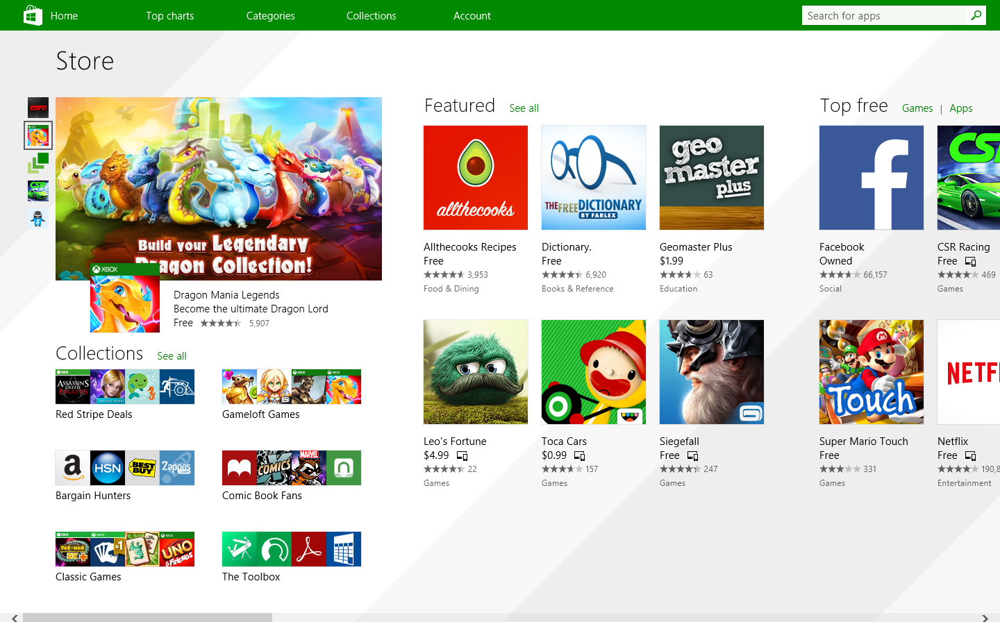 Home
Top charts
Categories
Collections
Account
Search for apps
Store
ESPN
CSR
Build your Legendary
Dragon Collection!
XBOX
Dragon Mania Legends
Become the ultimate Dragon Lord
Free 5,907
Collections See all
ASSASSIN'S
CREED
PIRATES
Red Stripe Deals
Gameloft Games
a
HSN
BEST
BUY
Zappos
.com
Bargain Hunters
COMICS
MARVEL
n
Comic Book Fans
XBOX
PAC-MAN
#1
UNO
& FRIENDS
Classic Games
The Toolbox
Featured See all
allthecooks
Allthecooks Recipes
Free
3,953
Food & Dining
THE FREE DICTIONARY
BY FARLEX
Dictionary.
Free
6,920
Books & Reference
geo
master
plus
Geomaster Plus
$1.99
63
Education
Leo's Fortune
$4.99
22
Games
Toca Cars
$0.99
157
Games
Siegefall
Free
247
Games
Top free Games | Apps
f
Facebook
Owned
66,157
Social
CSR
CSR Racing
Free
469
Games
Touch
Super Mario Touch
Free
331
Games
NETF
Netflix
Free
190,8
Entertainment